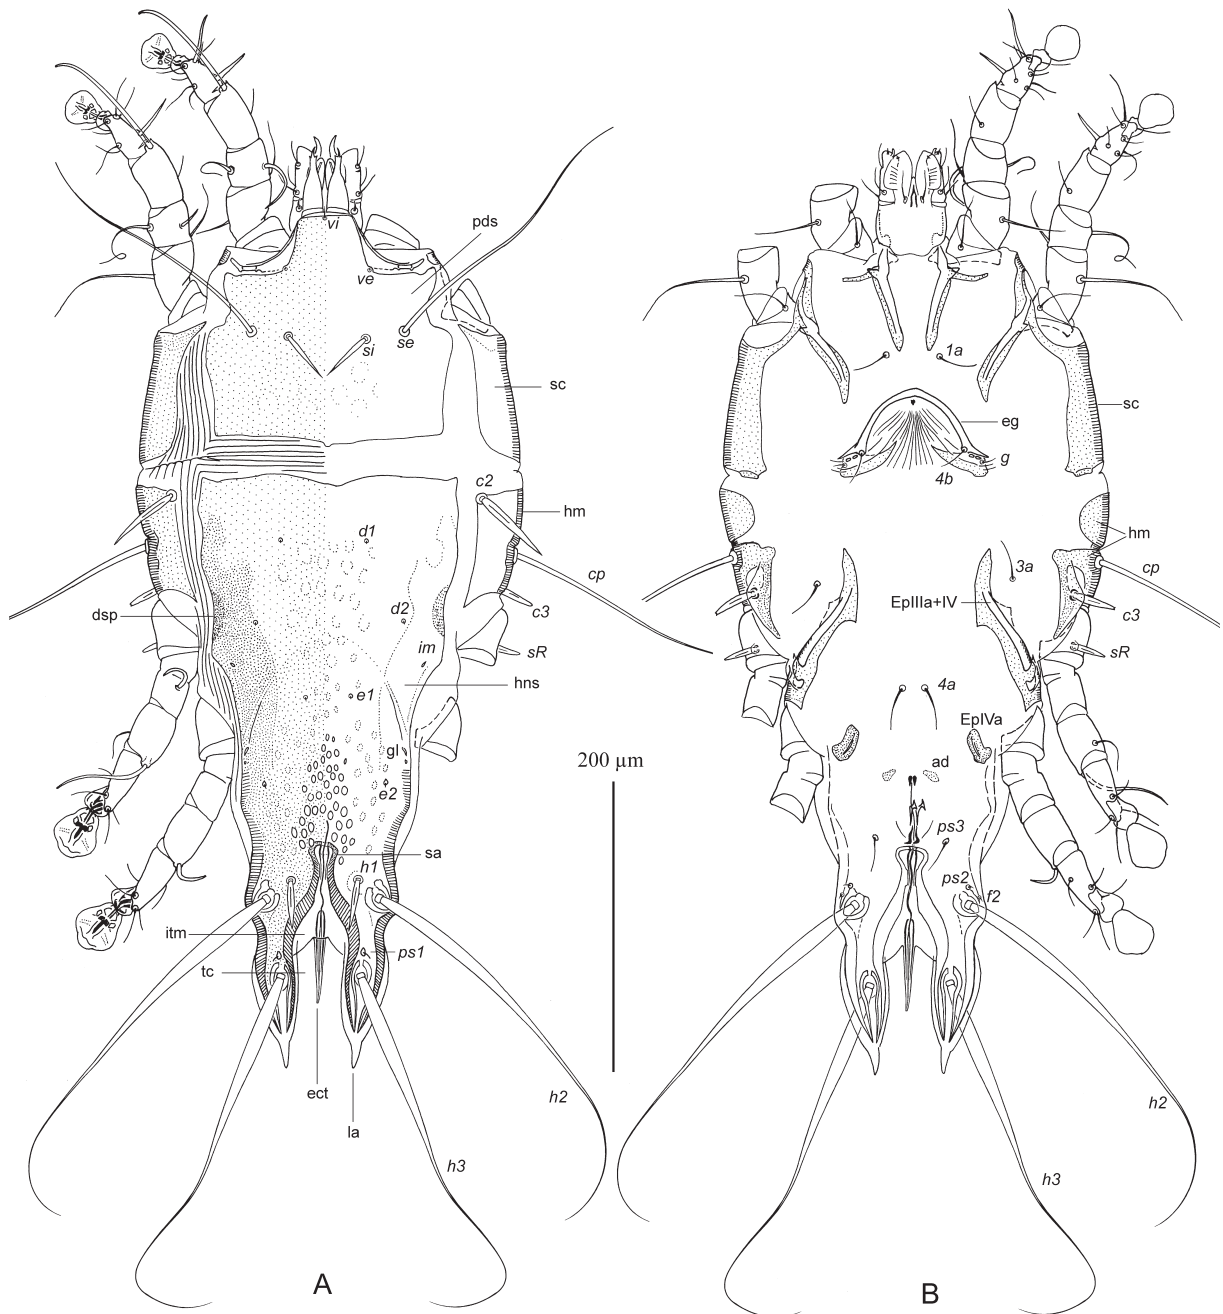 vi
pds
ve
si
se
sc
c2
hm
d1
cp
dsp
d2
c3
im
sR
e1
hns
gl
e2
sa
h1
itm
ps1
tc
ect
la
h2
h3
A
200 µm
1a
sc
eg
g
4b
hm
3a
cp
EpIIIa+IV
c3
sR
4a
EpIVa
ad
ps3
ps2
f2
h2
h3
B